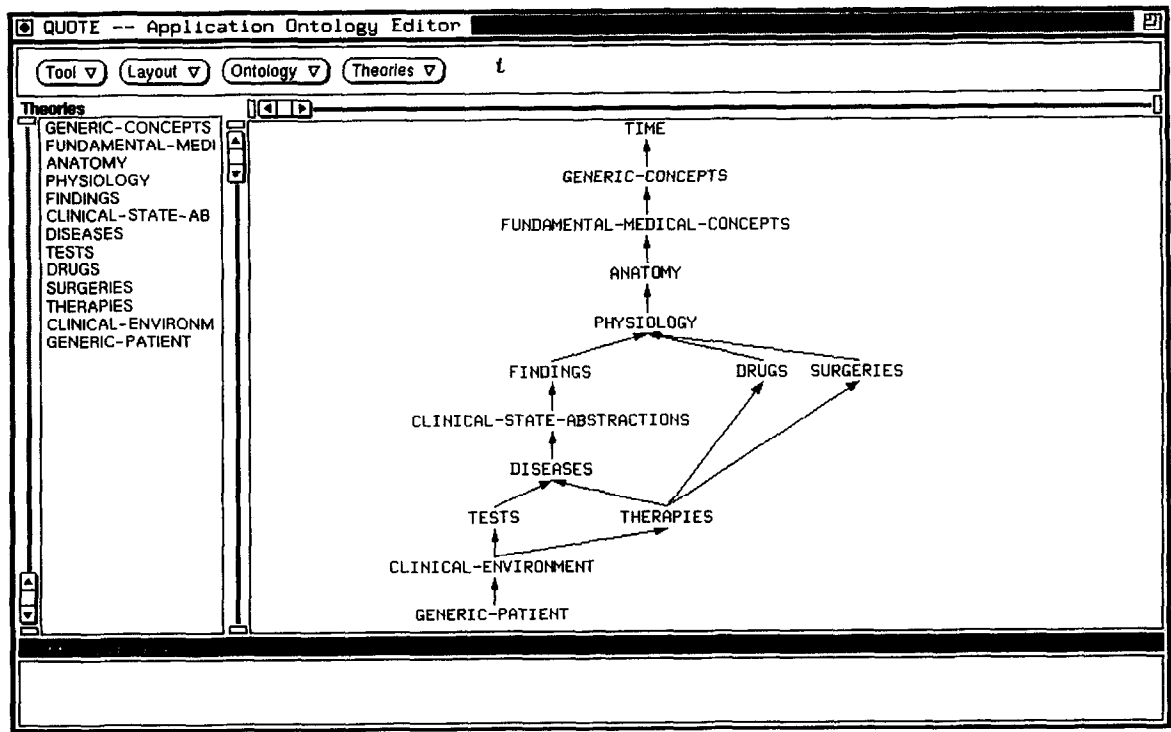 QUOTE -- Application Ontology Editor
Tool Layout Ontology Theories t
Theories
GENERIC-CONCEPTS
FUNDAMENTAL-MEDI
ANATOMY
PHYSIOLOGY
FINDINGS
CLINICAL-STATE-AB
DISEASES
TESTS
DRUGS
SURGERIES
THERAPIES
CLINICAL-ENVIRONM
GENERIC-PATIENT
TIME
GENERIC-CONCEPTS
FUNDAMENTAL-MEDICAL-CONCEPTS
ANATOMY
PHYSIOLOGY
FINDINGS DRUGS SURGERIES
CLINICAL-STATE-ABSTRACTIONS
DISEASES
TESTS THERAPIES
CLINICAL-ENVIRONMENT
GENERIC-PATIENT